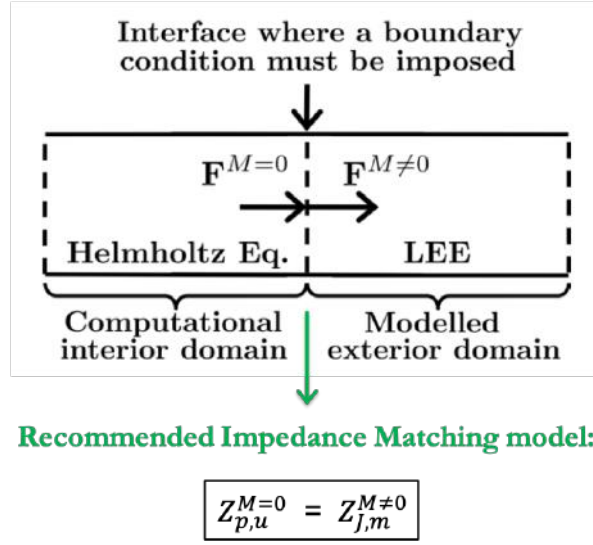 Interface where a boundary
condition must be imposed
F^{M=0} F^{M≠0}
Helmholtz Eq. LEE
Computational Modelled
interior domain exterior domain
Recommended Impedance Matching model:
Z_{p,u}^{M=0} = Z_{J,m}^{M≠0}